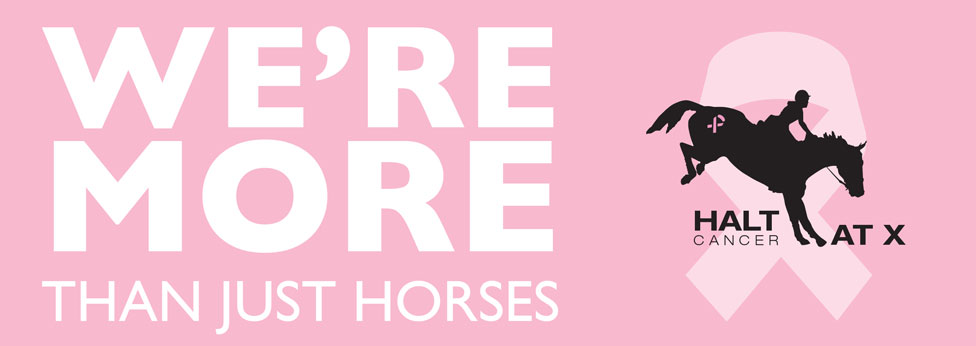 WE'RE
MORE
THAN JUST HORSES
HALT
CANCER
AT X